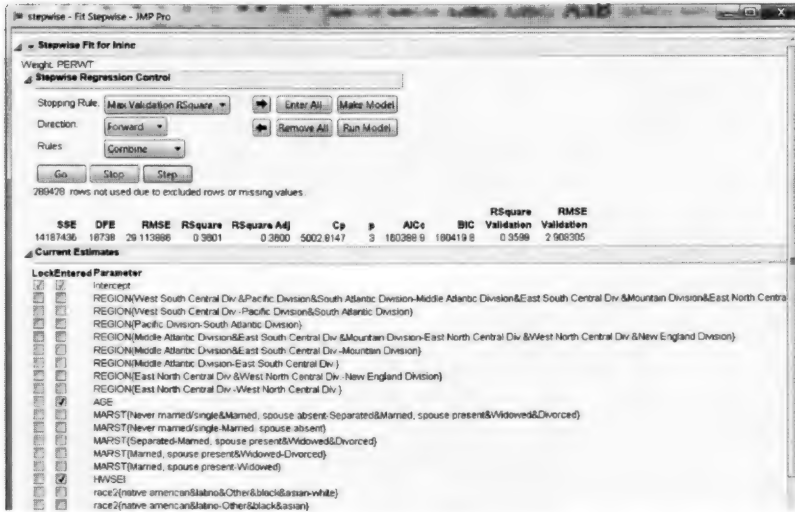 stepwise - Fit Stepwise - JMP Pro
Stepwise Fit for lninc
Weight: PERWT
Stepwise Regression Control
Stopping Rule: Max Validation RSquare Enter All Make Model
Direction: Forward Remove All Run Model
Rules: Combine
Go Stop Step
289428 rows not used due to excluded rows or missing values.
RSquare RMSE
SSE DFE RMSE RSquare RSquare Adj Cp p AICc BIC Validation Validation
14187436 16738 29.113886 0.3801 0.3800 5002.8147 3 160388.9 160419.8 0.3599 2.908305
Current Estimates
Lock Entered Parameter
Intercept
REGION{West South Central Div.&Pacific Division&South Atlantic Division-Middle Atlantic Division&East South Central Div.&Mountain Division&East North Centra
REGION{West South Central Div.-Pacific Division&South Atlantic Division}
REGION{Pacific Division-South Atlantic Division}
REGION{Middle Atlantic Division&East South Central Div.&Mountain Division-East North Central Div.&West North Central Div.&New England Division}
REGION{Middle Atlantic Division&East South Central Div.-Mountain Division}
REGION{Middle Atlantic Division-East South Central Div.}
REGION{East North Central Div.&West North Central Div.-New England Division}
REGION{East North Central Div.-West North Central Div.}
AGE
MARST{Never married/single&Married, spouse absent-Separated&Married, spouse present&Widowed&Divorced}
MARST{Never married/single-Married, spouse absent}
MARST{Separated-Married, spouse present&Widowed&Divorced}
MARST{Married, spouse present&Widowed-Divorced}
MARST{Married, spouse present-Widowed}
HWSEI
race2{native american&latino&Other&black&asian-white}
race2{native american&latino-Other&black&asian}